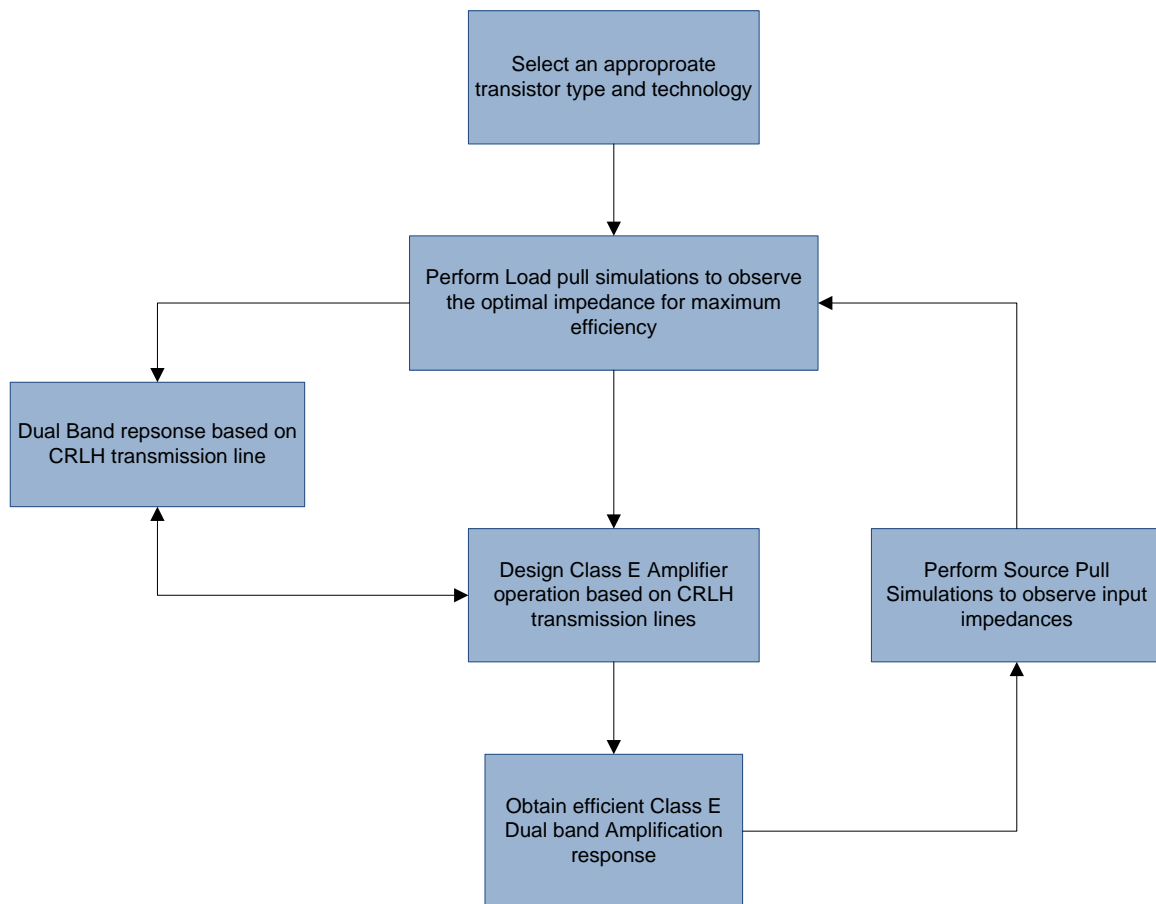 Select an approproate
transistor type and technology
Perform Load pull simulations to observe
the optimal impedance for maximum
efficiency
Dual Band repsonse based on
CRLH transmission line
Design Class E Amplifier
operation based on CRLH
transmission lines
Perform Source Pull
Simulations to observe input
impedances
Obtain efficient Class E
Dual band Amplification
response